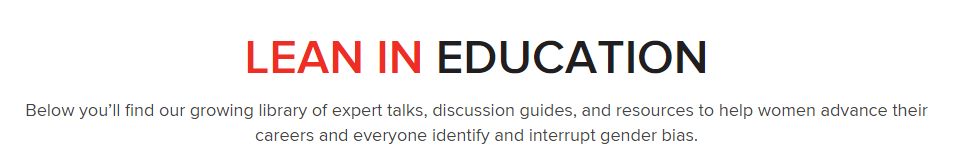 LEAN IN EDUCATION
Below you’ll find our growing library of expert talks, discussion guides, and resources to help women advance their
careers and everyone identify and interrupt gender bias.